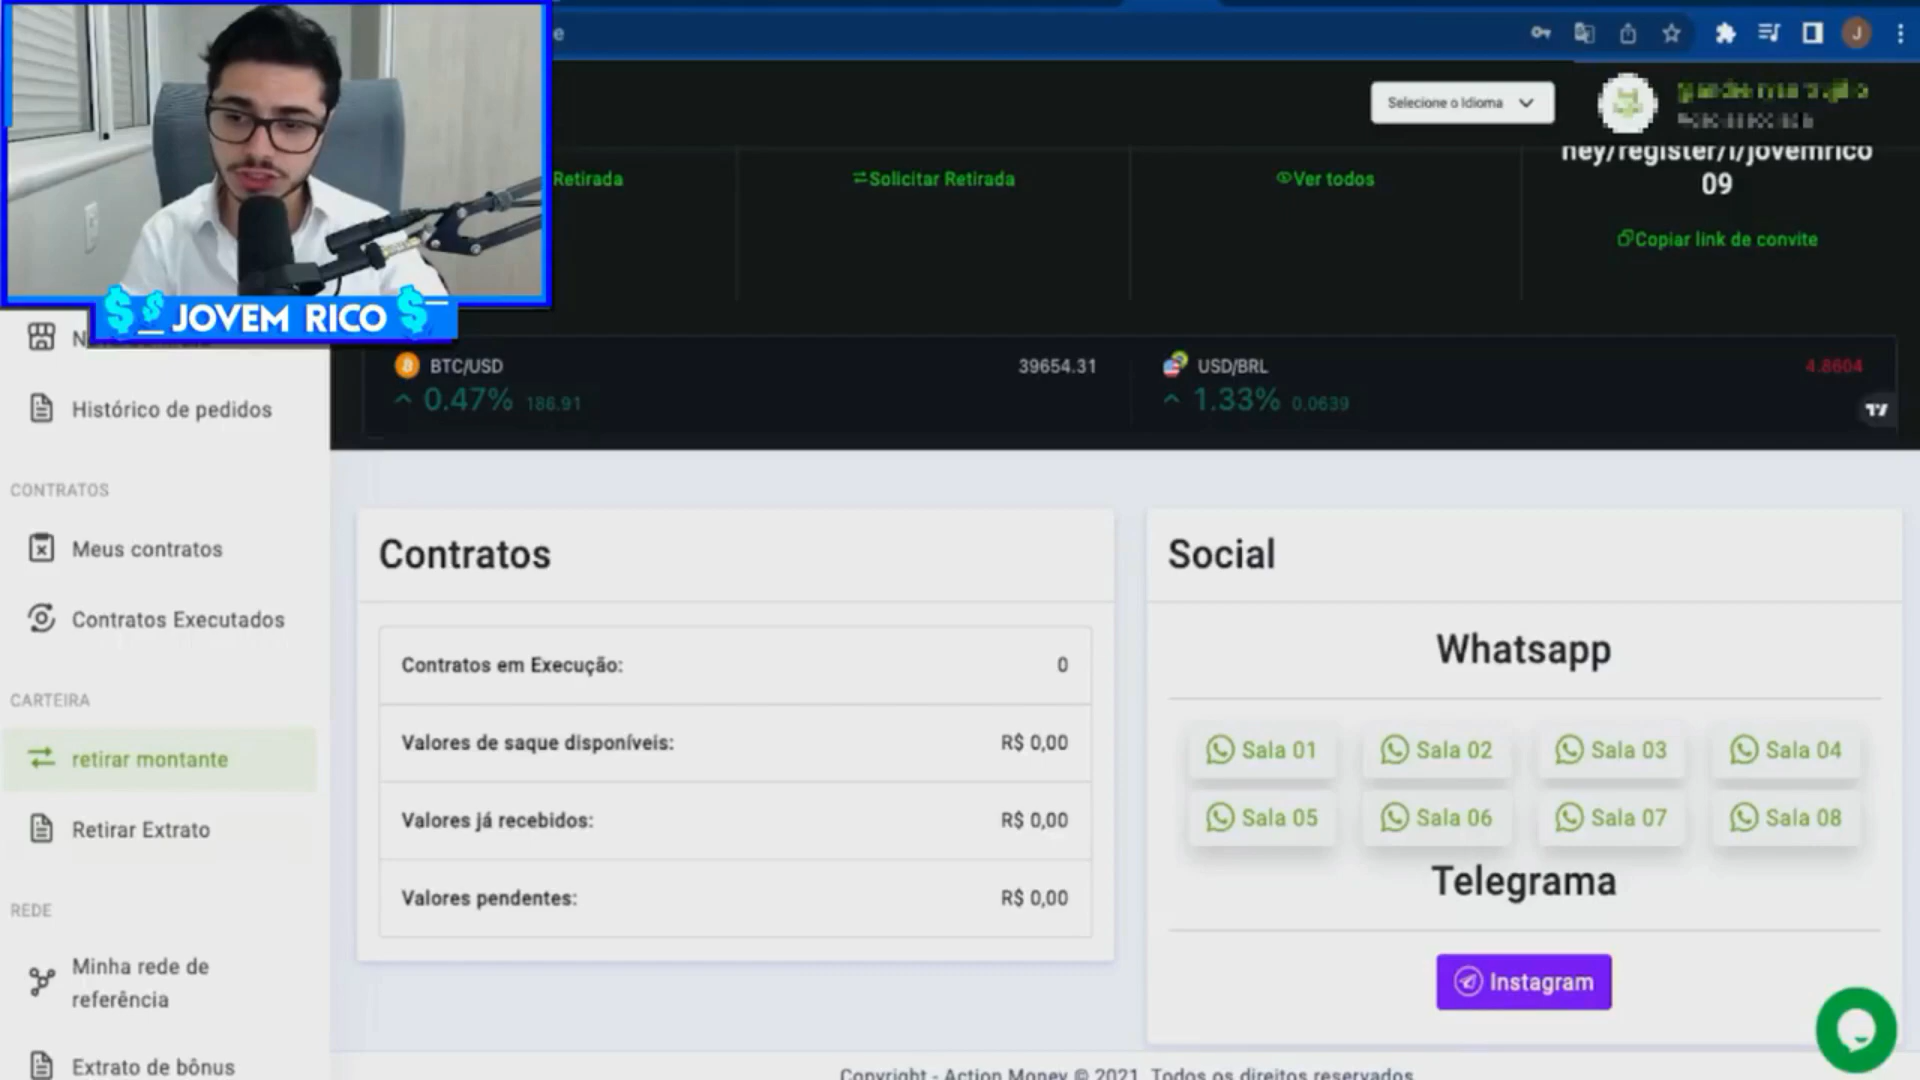 e
J
Selecione o Idioma
ney/register/i/jovemrico
09
Retirada
Solicitar Retirada
Ver todos
Copiar link de convite
$ $ JOVEM RICO $
BTC/USD
39654.31
0.47% 186.91
USD/BRL
4.8604
1.33% 0.0639
Histórico de pedidos
CONTRATOS
Meus contratos
Contratos Executados
CARTEIRA
retirar montante
Retirar Extrato
REDE
Minha rede de
referência
Extrato de bônus
Contratos
Contratos em Execução: 0
Valores de saque disponíveis: R$ 0,00
Valores já recebidos: R$ 0,00
Valores pendentes: R$ 0,00
Social
Whatsapp
Sala 01 Sala 02 Sala 03 Sala 04
Sala 05 Sala 06 Sala 07 Sala 08
Telegrama
Instagram
Copyright - Action Money © 2021. Todos os direitos reservados.